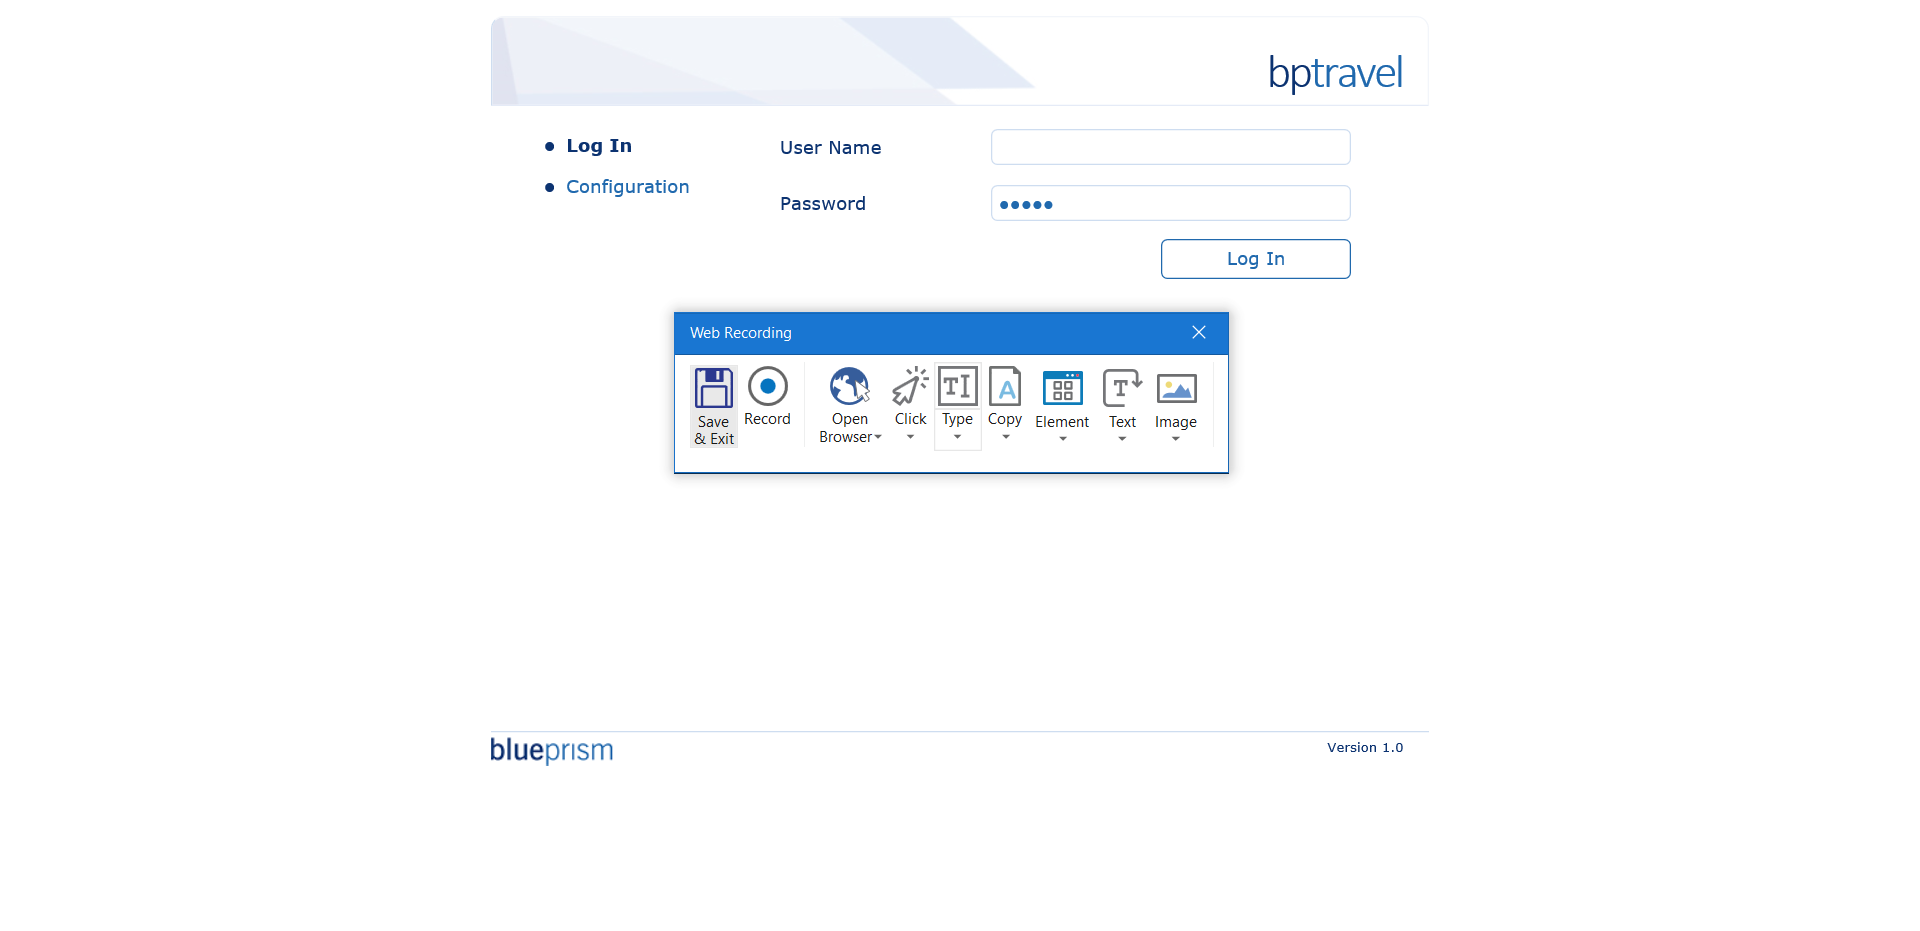 bptravel
Log In
User Name
Configuration
Password
Log In
Web Recording
Save
& Exit
Record
Open
Browser
Click
Type
Copy
Element
Text
Image
blueprism
Version 1.0